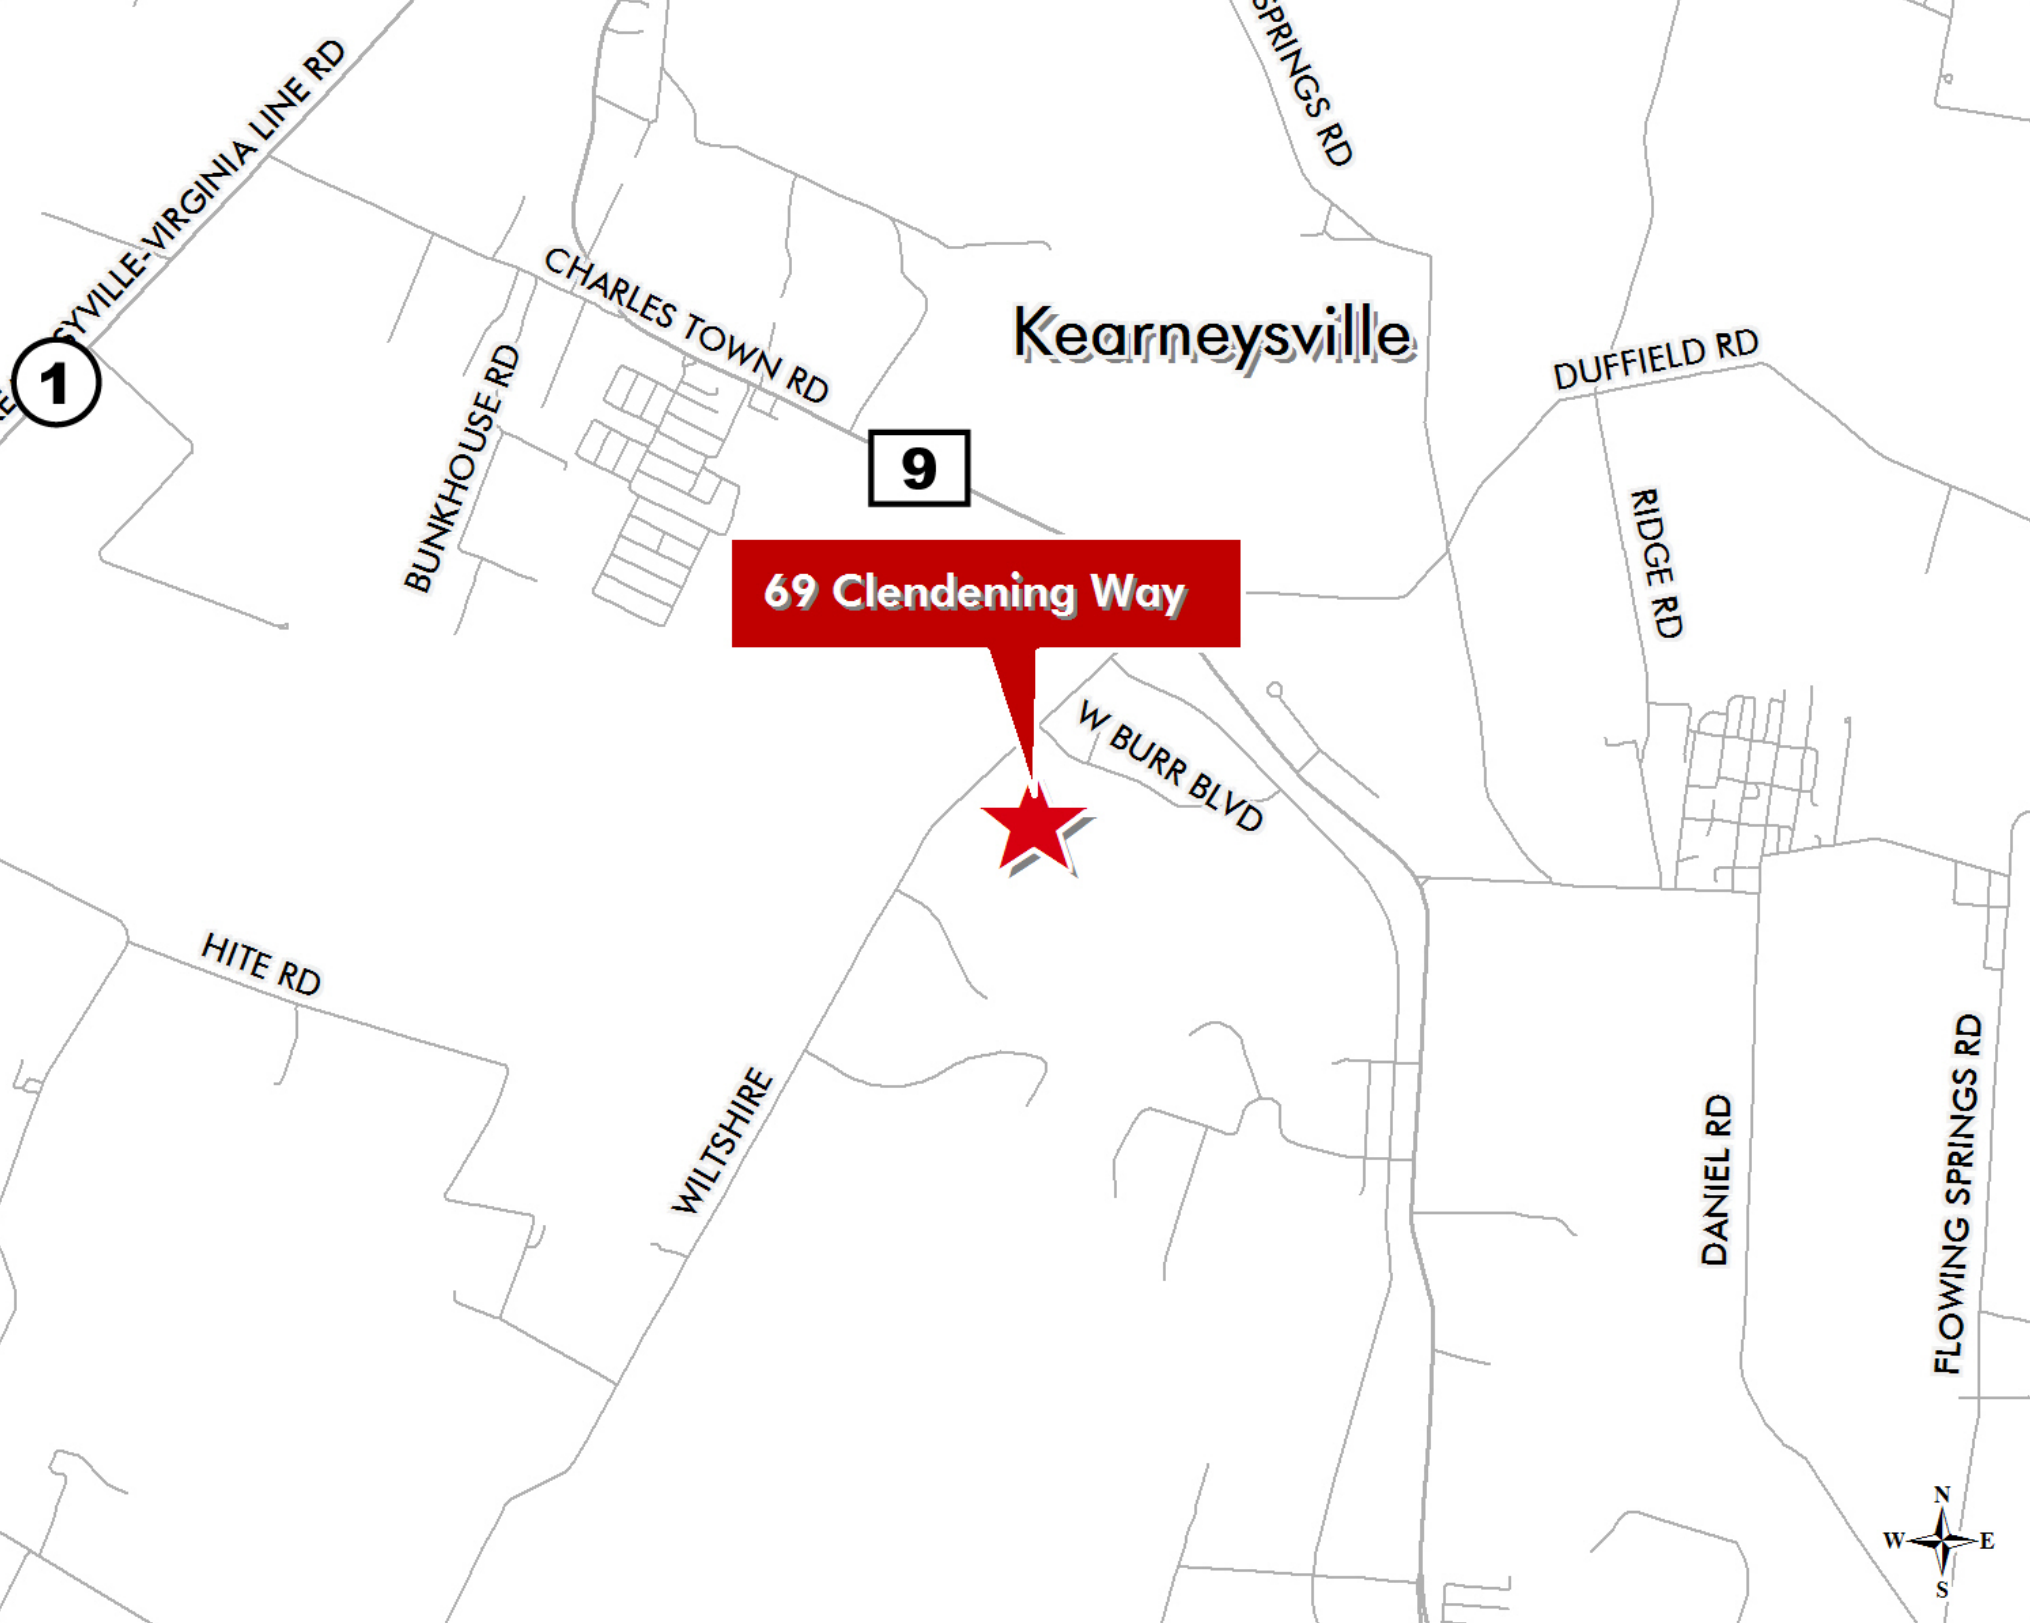 SPRINGS RD
SYVILLE-VIRGINIA LINE RD
CHARLES TOWN RD
Kearneysville
1
DUFFIELD RD
BUNKHOUSE RD
9
RIDGE RD
69 Clendening Way
W BURR BLVD
HITE RD
WILTSHIRE
DANIEL RD
FLOWING SPRINGS RD
N
W E
S